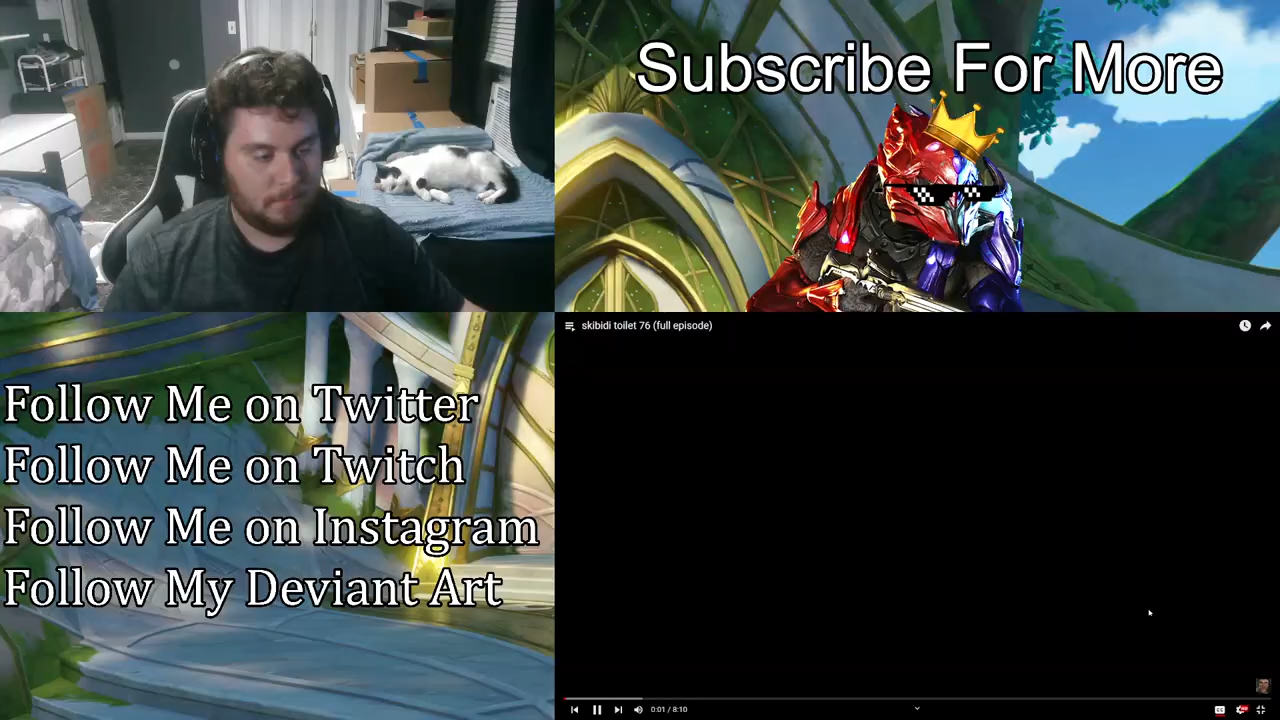 Subscribe For More
Follow Me on Twitter
Follow Me on Twitch
Follow Me on Instagram
Follow My Deviant Art
skibidi toilet 76 (full episode)
0:01 / 8:10